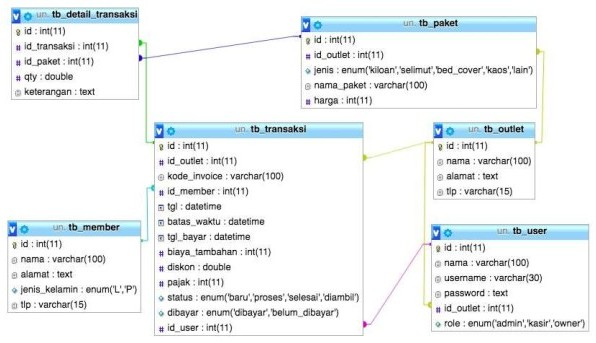 un. tb_detail_transaksi
id : int(11)
id_transaksi : int(11)
id_paket : int(11)
qty : double
keterangan : text
un. tb_paket
id : int(11)
id_outlet : int(11)
jenis : enum('kiloan','selimut','bed_cover','kaos','lain')
nama_paket : varchar(100)
harga : int(11)
un. tb_transaksi
id : int(11)
id_outlet : int(11)
kode_invoice : varchar(100)
id_member : int(11)
tgl : datetime
batas_waktu : datetime
tgl_bayar : datetime
biaya_tambahan : int(11)
diskon : double
pajak : int(11)
status : enum('baru','proses','selesai','diambil')
dibayar : enum('dibayar','belum_dibayar')
id_user : int(11)
un. tb_outlet
id : int(11)
nama : varchar(100)
alamat : text
tlp : varchar(15)
un. tb_member
id : int(11)
nama : varchar(100)
alamat : text
jenis_kelamin : enum('L','P')
tlp : varchar(15)
un. tb_user
id : int(11)
nama : varchar(100)
username : varchar(30)
password : text
id_outlet : int(11)
role : enum('admin','kasir','owner')